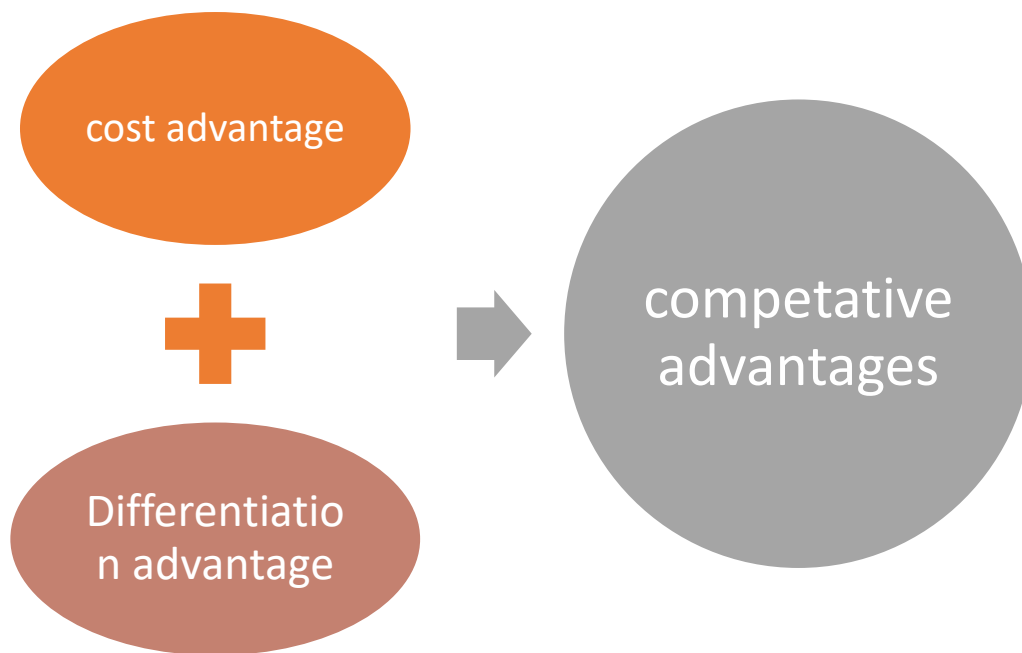 cost advantage
Differentiatio
n advantage
competative
advantages